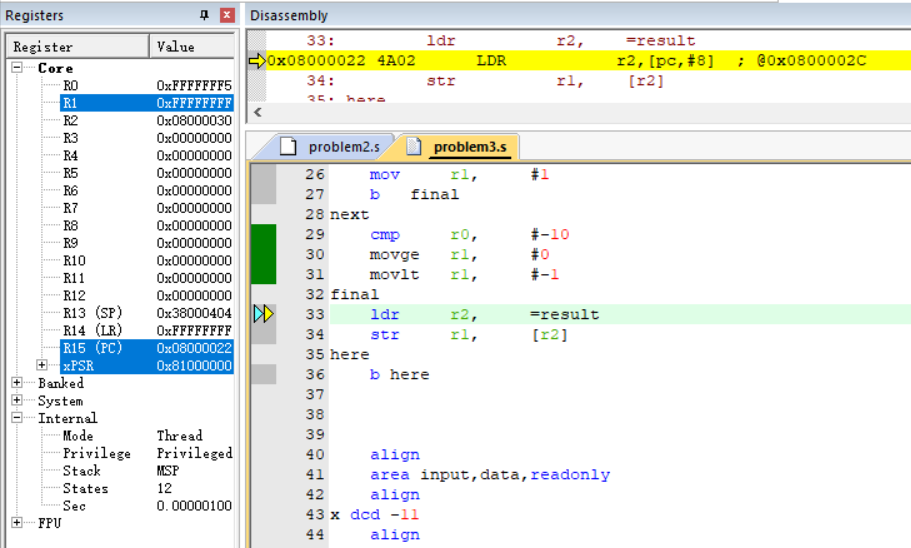 Registers
Register Value
Core
R0 0xFFFFFFF5
R1 0xFFFFFFFF
R2 0x08000030
R3 0x00000000
R4 0x00000000
R5 0x00000000
R6 0x00000000
R7 0x00000000
R8 0x00000000
R9 0x00000000
R10 0x00000000
R11 0x00000000
R12 0x00000000
R13 (SP) 0x38000404
R14 (LR) 0xFFFFFFFF
R15 (PC) 0x08000022
xPSR 0x81000000
Banked
System
Internal
Mode Thread
Privilege Privileged
Stack MSP
States 12
Sec 0.00000100
FPU
Disassembly
33: ldr r2, =result
0x08000022 4A02 LDR r2,[pc,#8] ; @0x0800002C
34: str r1, [r2]
35: here
problem2.s problem3.s
26 mov r1, #1
27 b final
28 next
29 cmp r0, #-10
30 movge r1, #0
31 movlt r1, #-1
32 final
33 ldr r2, =result
34 str r1, [r2]
35 here
36 b here
37
38
39
40 align
41 area input,data,readonly
42 align
43 x dcd -11
44 align